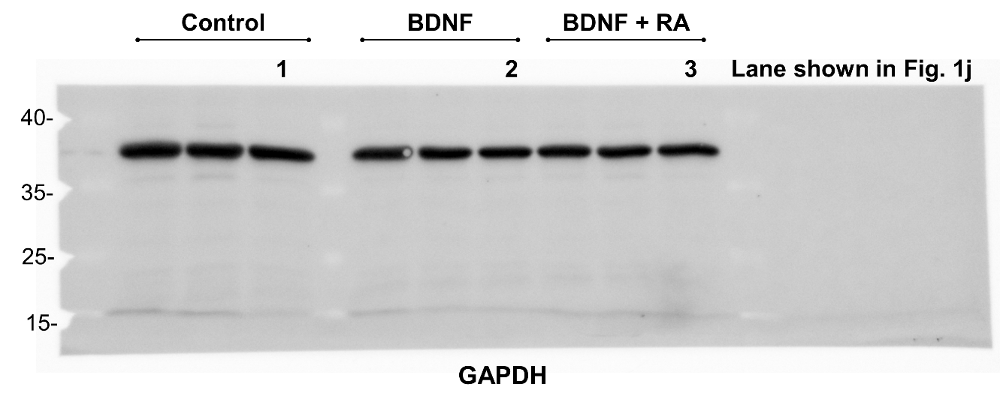 Control BDNF BDNF + RA
1 2 3 Lane shown in Fig. 1j
40-
35-
25-
15-
GAPDH